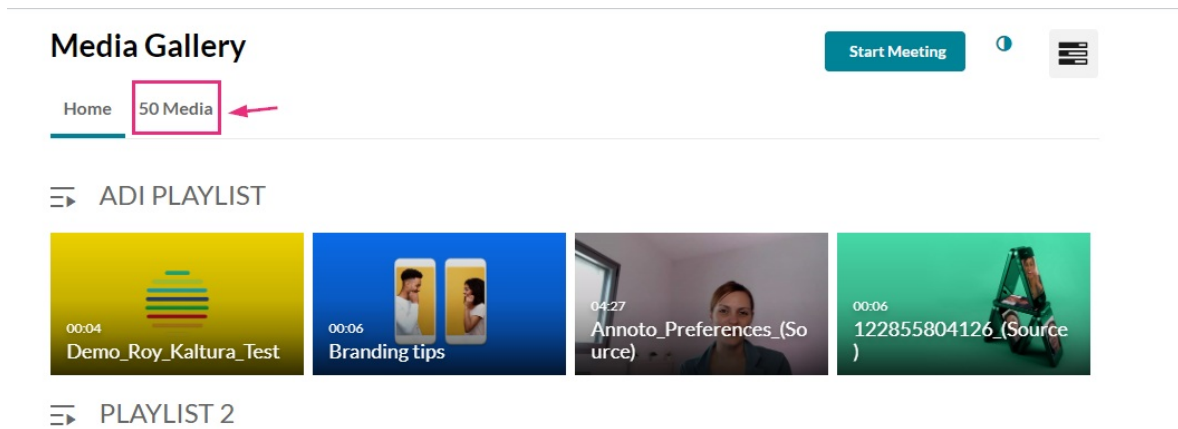 Media Gallery
Start Meeting
Home 50 Media
ADI PLAYLIST
00:04
Demo_Roy_Kaltura_Test
00:06
Branding tips
04:27
Annoto_Preferences_(So
urce)
00:06
122855804126_(Source
)
PLAYLIST 2